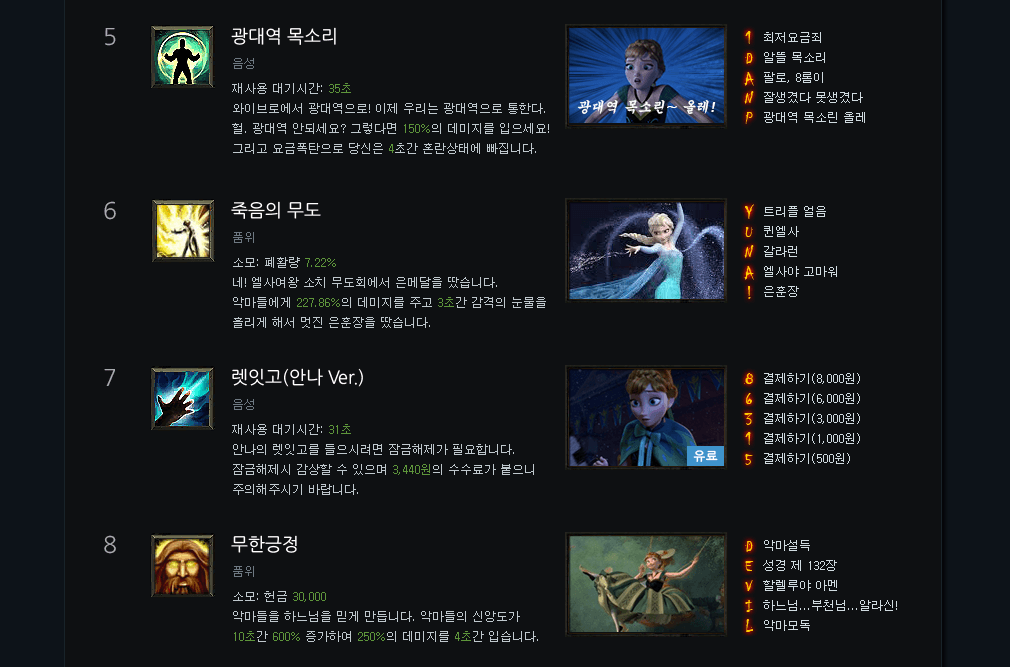 5
광대역 목소리
음성
재사용 대기시간: 35초
와이브로에서 광대역으로! 이제 우리는 광대역으로 통한다.
헐. 광대역 안되세요? 그렇다면 150%의 데미지를 입으세요!
그리고 요금폭탄으로 당신은 4초간 혼란상태에 빠집니다.
광대역 목소린~ 올레!
1 최저요금죄
D 알뜰 목소리
A 팔로, 8롬이
N 잘생겼다 못생겼다
P 광대역 목소린 올레
6
죽음의 무도
품위
소모: 폐활량 7.22%
네! 엘사여왕 소치 무도회에서 은메달을 땄습니다.
악마들에게 227.86%의 데미지를 주고 3초간 감격의 눈물을
흘리게 해서 멋진 은훈장을 땄습니다.
Y 트리플 얼음
U 퀸엘사
N 갈라런
A 엘사야 고마워
! 은훈장
7
렛잇고(안나 Ver.)
음성
재사용 대기시간: 31초
안나의 렛잇고를 들으시려면 잠금해제가 필요합니다.
잠금해제시 감상할 수 있으며 3,440원의 수수료가 붙으니
주의해주시기 바랍니다.
유료
8 결제하기(8,000원)
6 결제하기(6,000원)
3 결제하기(3,000원)
1 결제하기(1,000원)
5 결제하기(500원)
8
무한긍정
품위
소모: 헌금 30,000
악마들을 하느님을 믿게 만듭니다. 악마들의 신앙도가
10초간 600% 증가하여 250%의 데미지를 4초간 입습니다.
D 악마설득
E 성경 제 132장
V 할렐루야 아멘
I 하느님...부천님...알라신!
L 악마모독